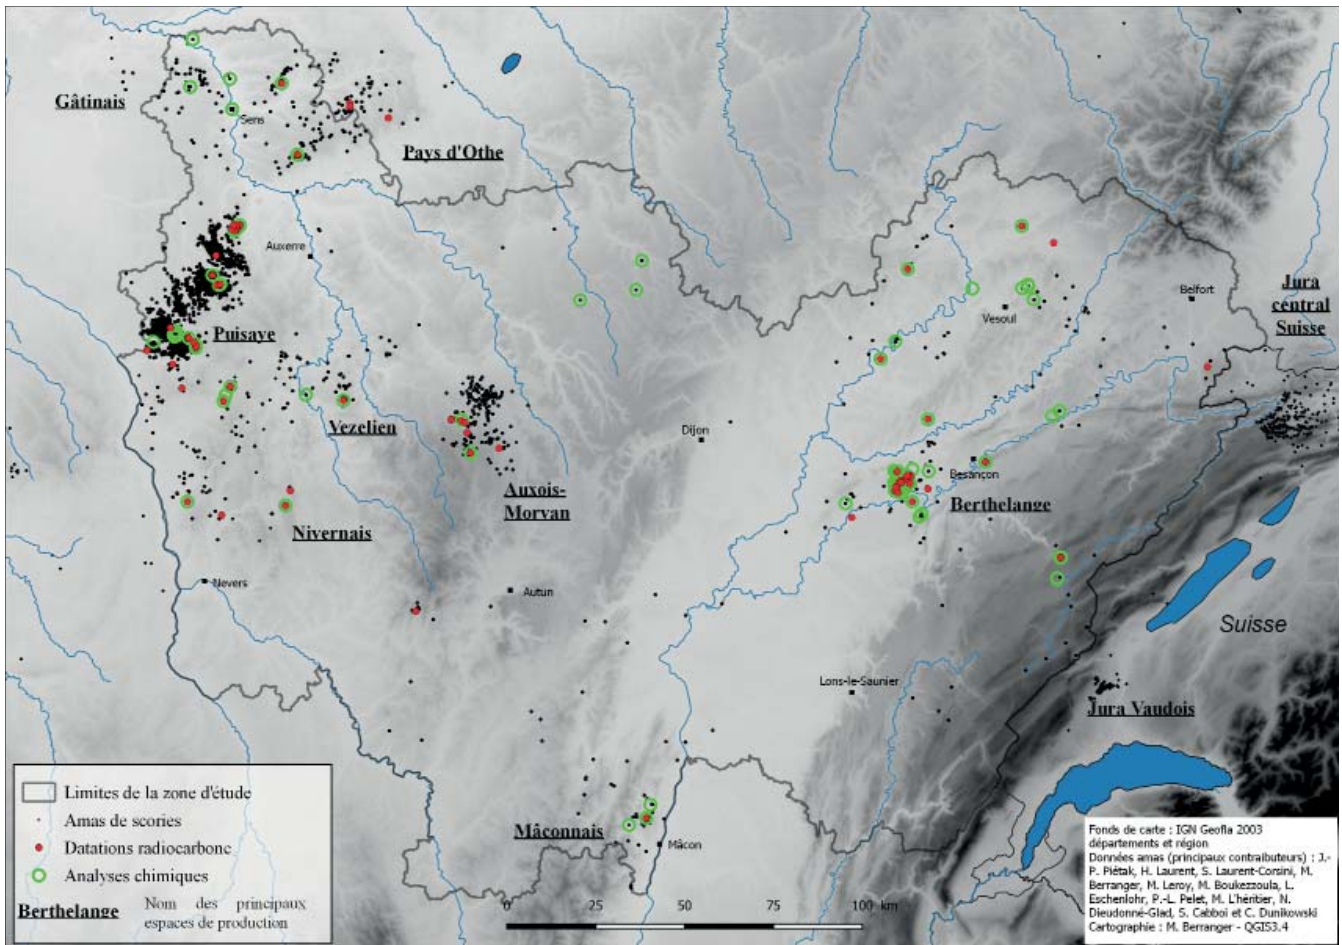 Gâtinais
Sens
Pays d'Othe
Auxerre
Puisaye
Vezelien
Auxois-
Morvan
Nivernais
Nevers
Autun
Dijon
Vesoul
Belfort
Jura
central
Suisse
Besançon
Berthelange
Suisse
Lons-le-Saunier
Jura Vaudois
Mâconnais
Mâcon
Limites de la zone d'étude
Amas de scories
Datations radiocarbone
Analyses chimiques
Berthelange Nom des principaux
espaces de production
0 25 50 75 100 km
Fonds de carte : IGN Geofla 2003
départements et région
Données amas (principaux contraibuteurs) : J.-
P. Piétak, H. Laurent, S. Laurent-Corsini, M.
Berranger, M. Leroy, M. Boukezzoula, L.
Eschenlohr, P.-L. Pelet, M. L'héritier, N.
Dieudonné-Glad, S. Cabboi et C. Dunikowski
Cartographie : M. Berranger - QGIS3.4